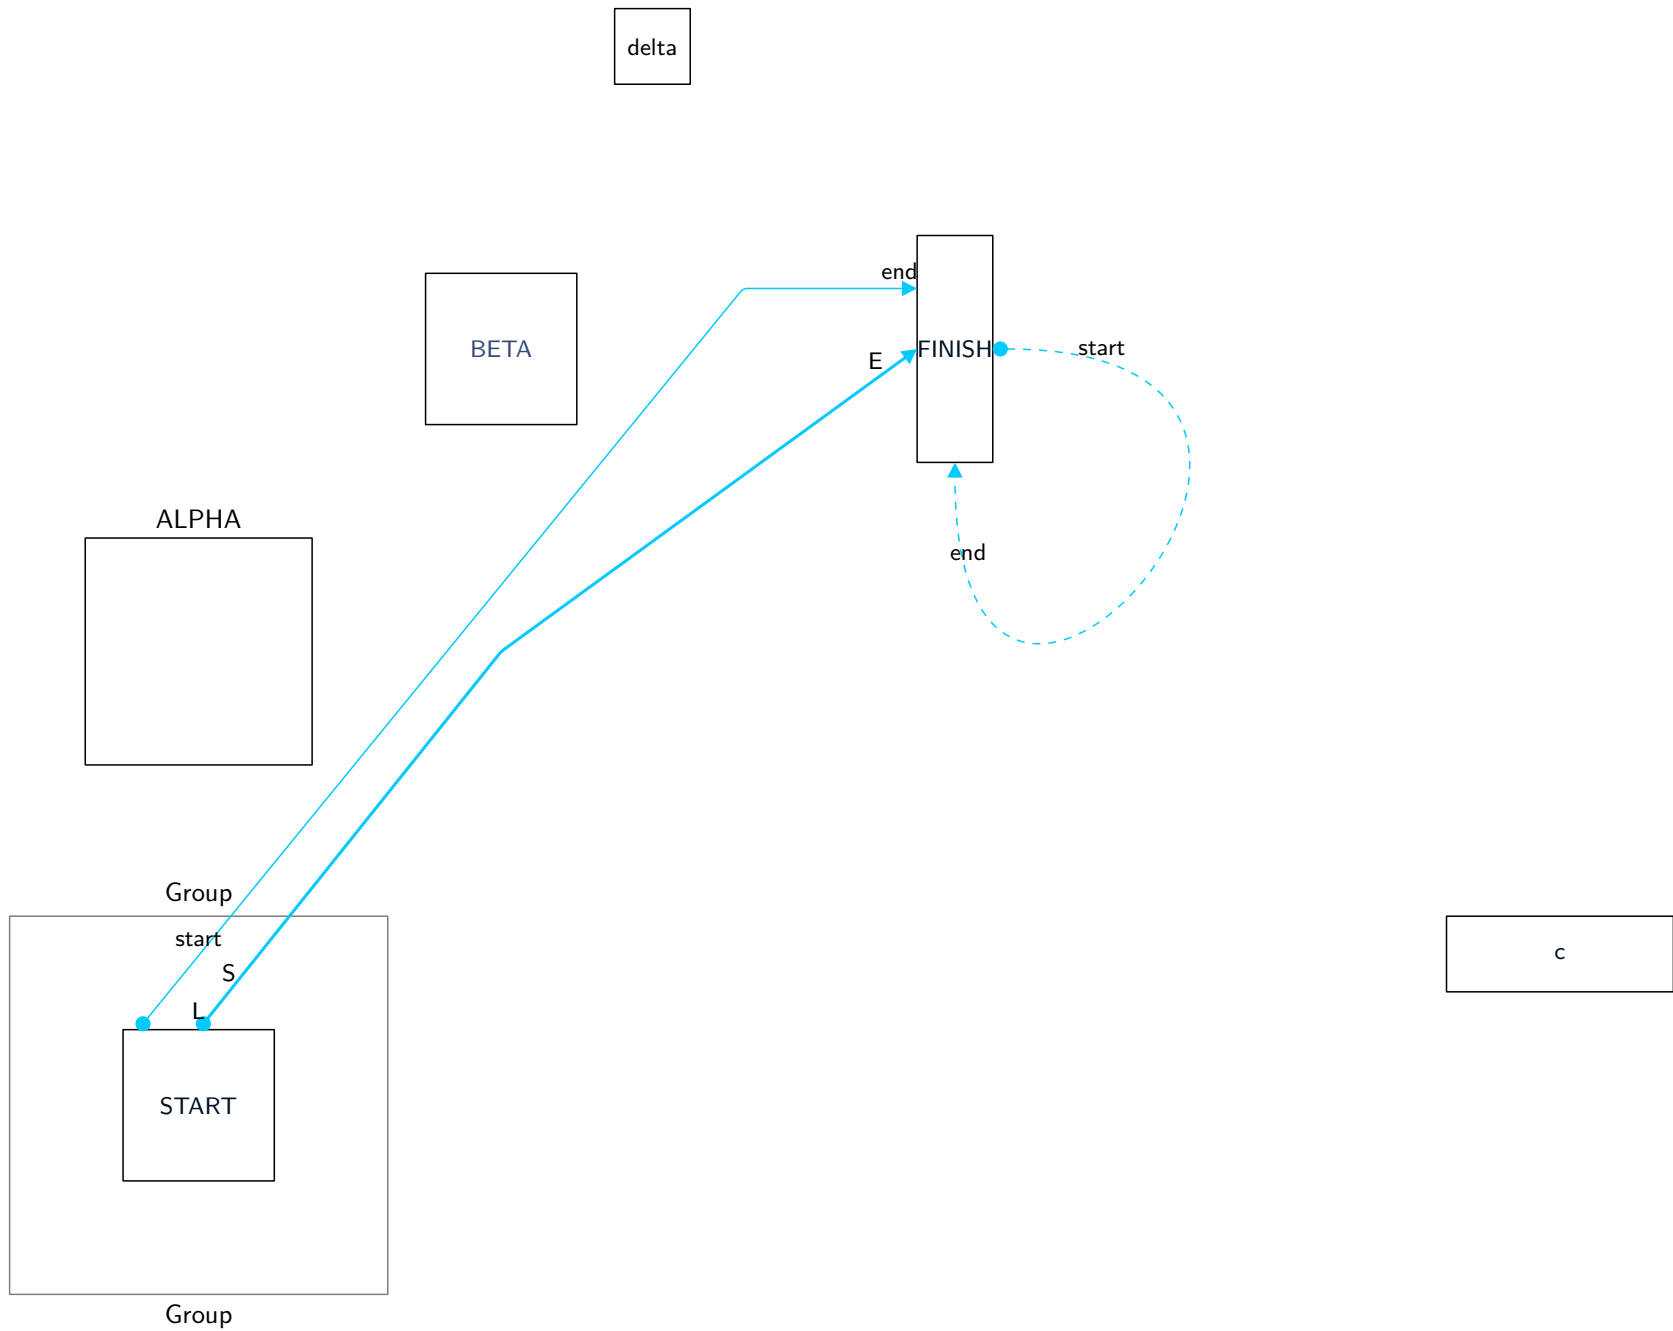 delta
end
BETA
E
FINISH
start
ALPHA
end
Group
start
S
c
L
START
Group